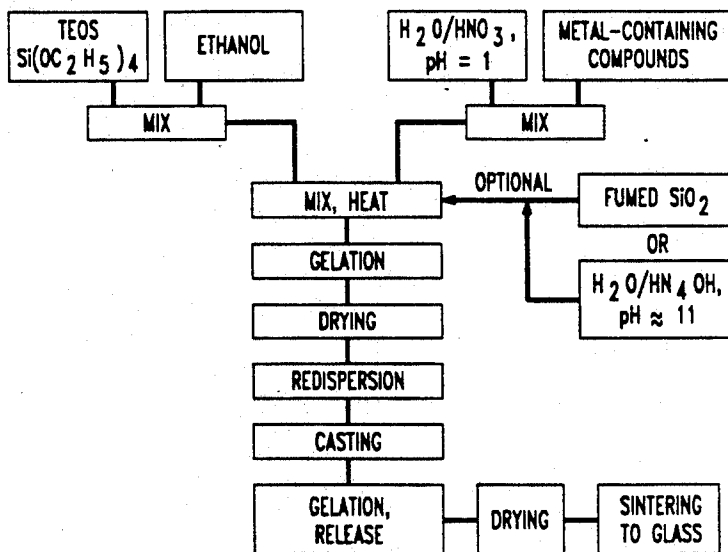 TEOS
Si(OC2H5)4
ETHANOL
H2O/HNO3,
pH = 1
METAL-CONTAINING
COMPOUNDS
MIX
MIX
OPTIONAL
MIX, HEAT
FUMED SiO2
OR
GELATION
H2O/HN4OH,
pH ≈ 11
DRYING
REDISPERSION
CASTING
GELATION,
RELEASE
DRYING
SINTERING
TO GLASS